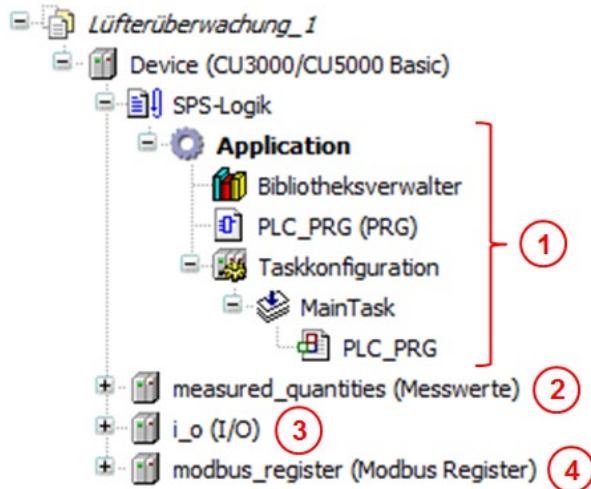 Lüfterüberwachung_1
Device (CU3000/CU5000 Basic)
SPS-Logik
Application
Bibliotheksverwalter
PLC_PRG (PRG)
1
Taskkonfiguration
MainTask
PLC_PRG
measured_quantities (Messwerte) 2
i_o (I/O) 3
modbus_register (Modbus Register) 4